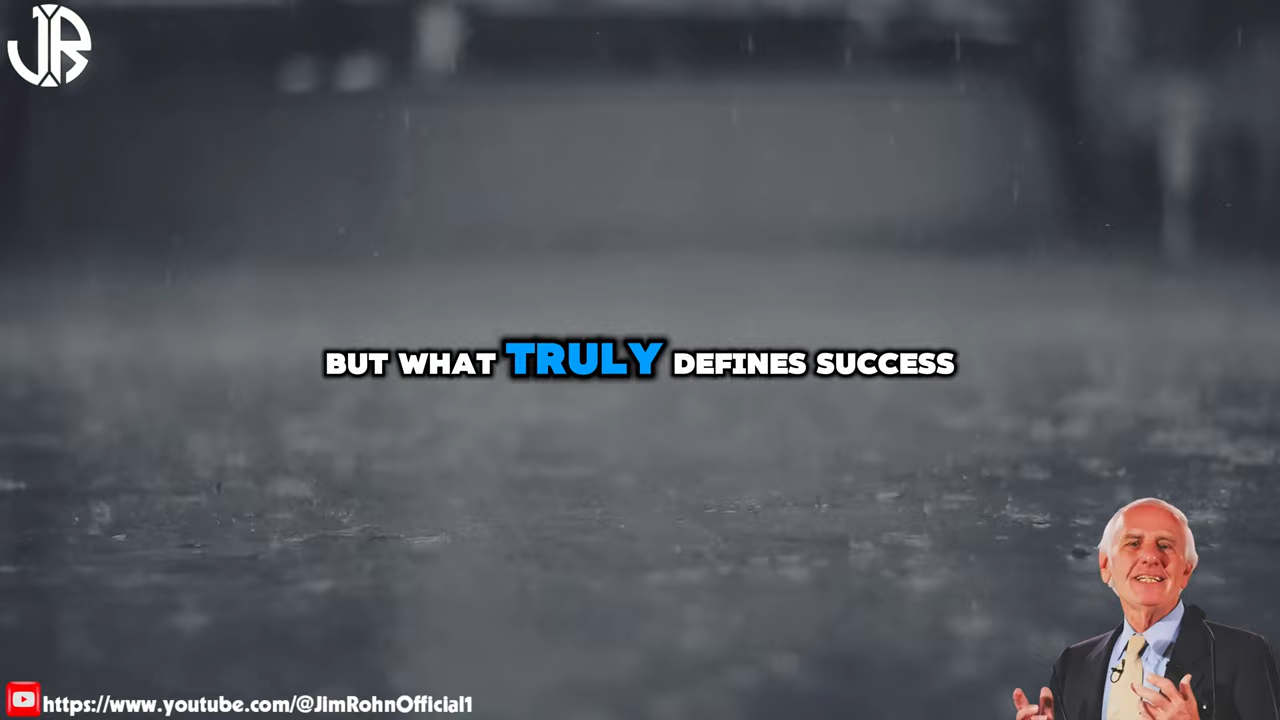 JR
BUT WHAT TRULY DEFINES SUCCESS
https://www.youtube.com/@JimRohnOfficial1